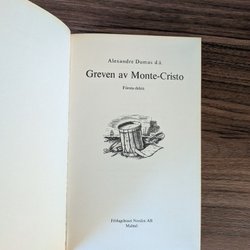 Alexandre Dumas d.ä.
Greven av Monte-Cristo
Första delen
Förlagshuset Norden AB
Malmö